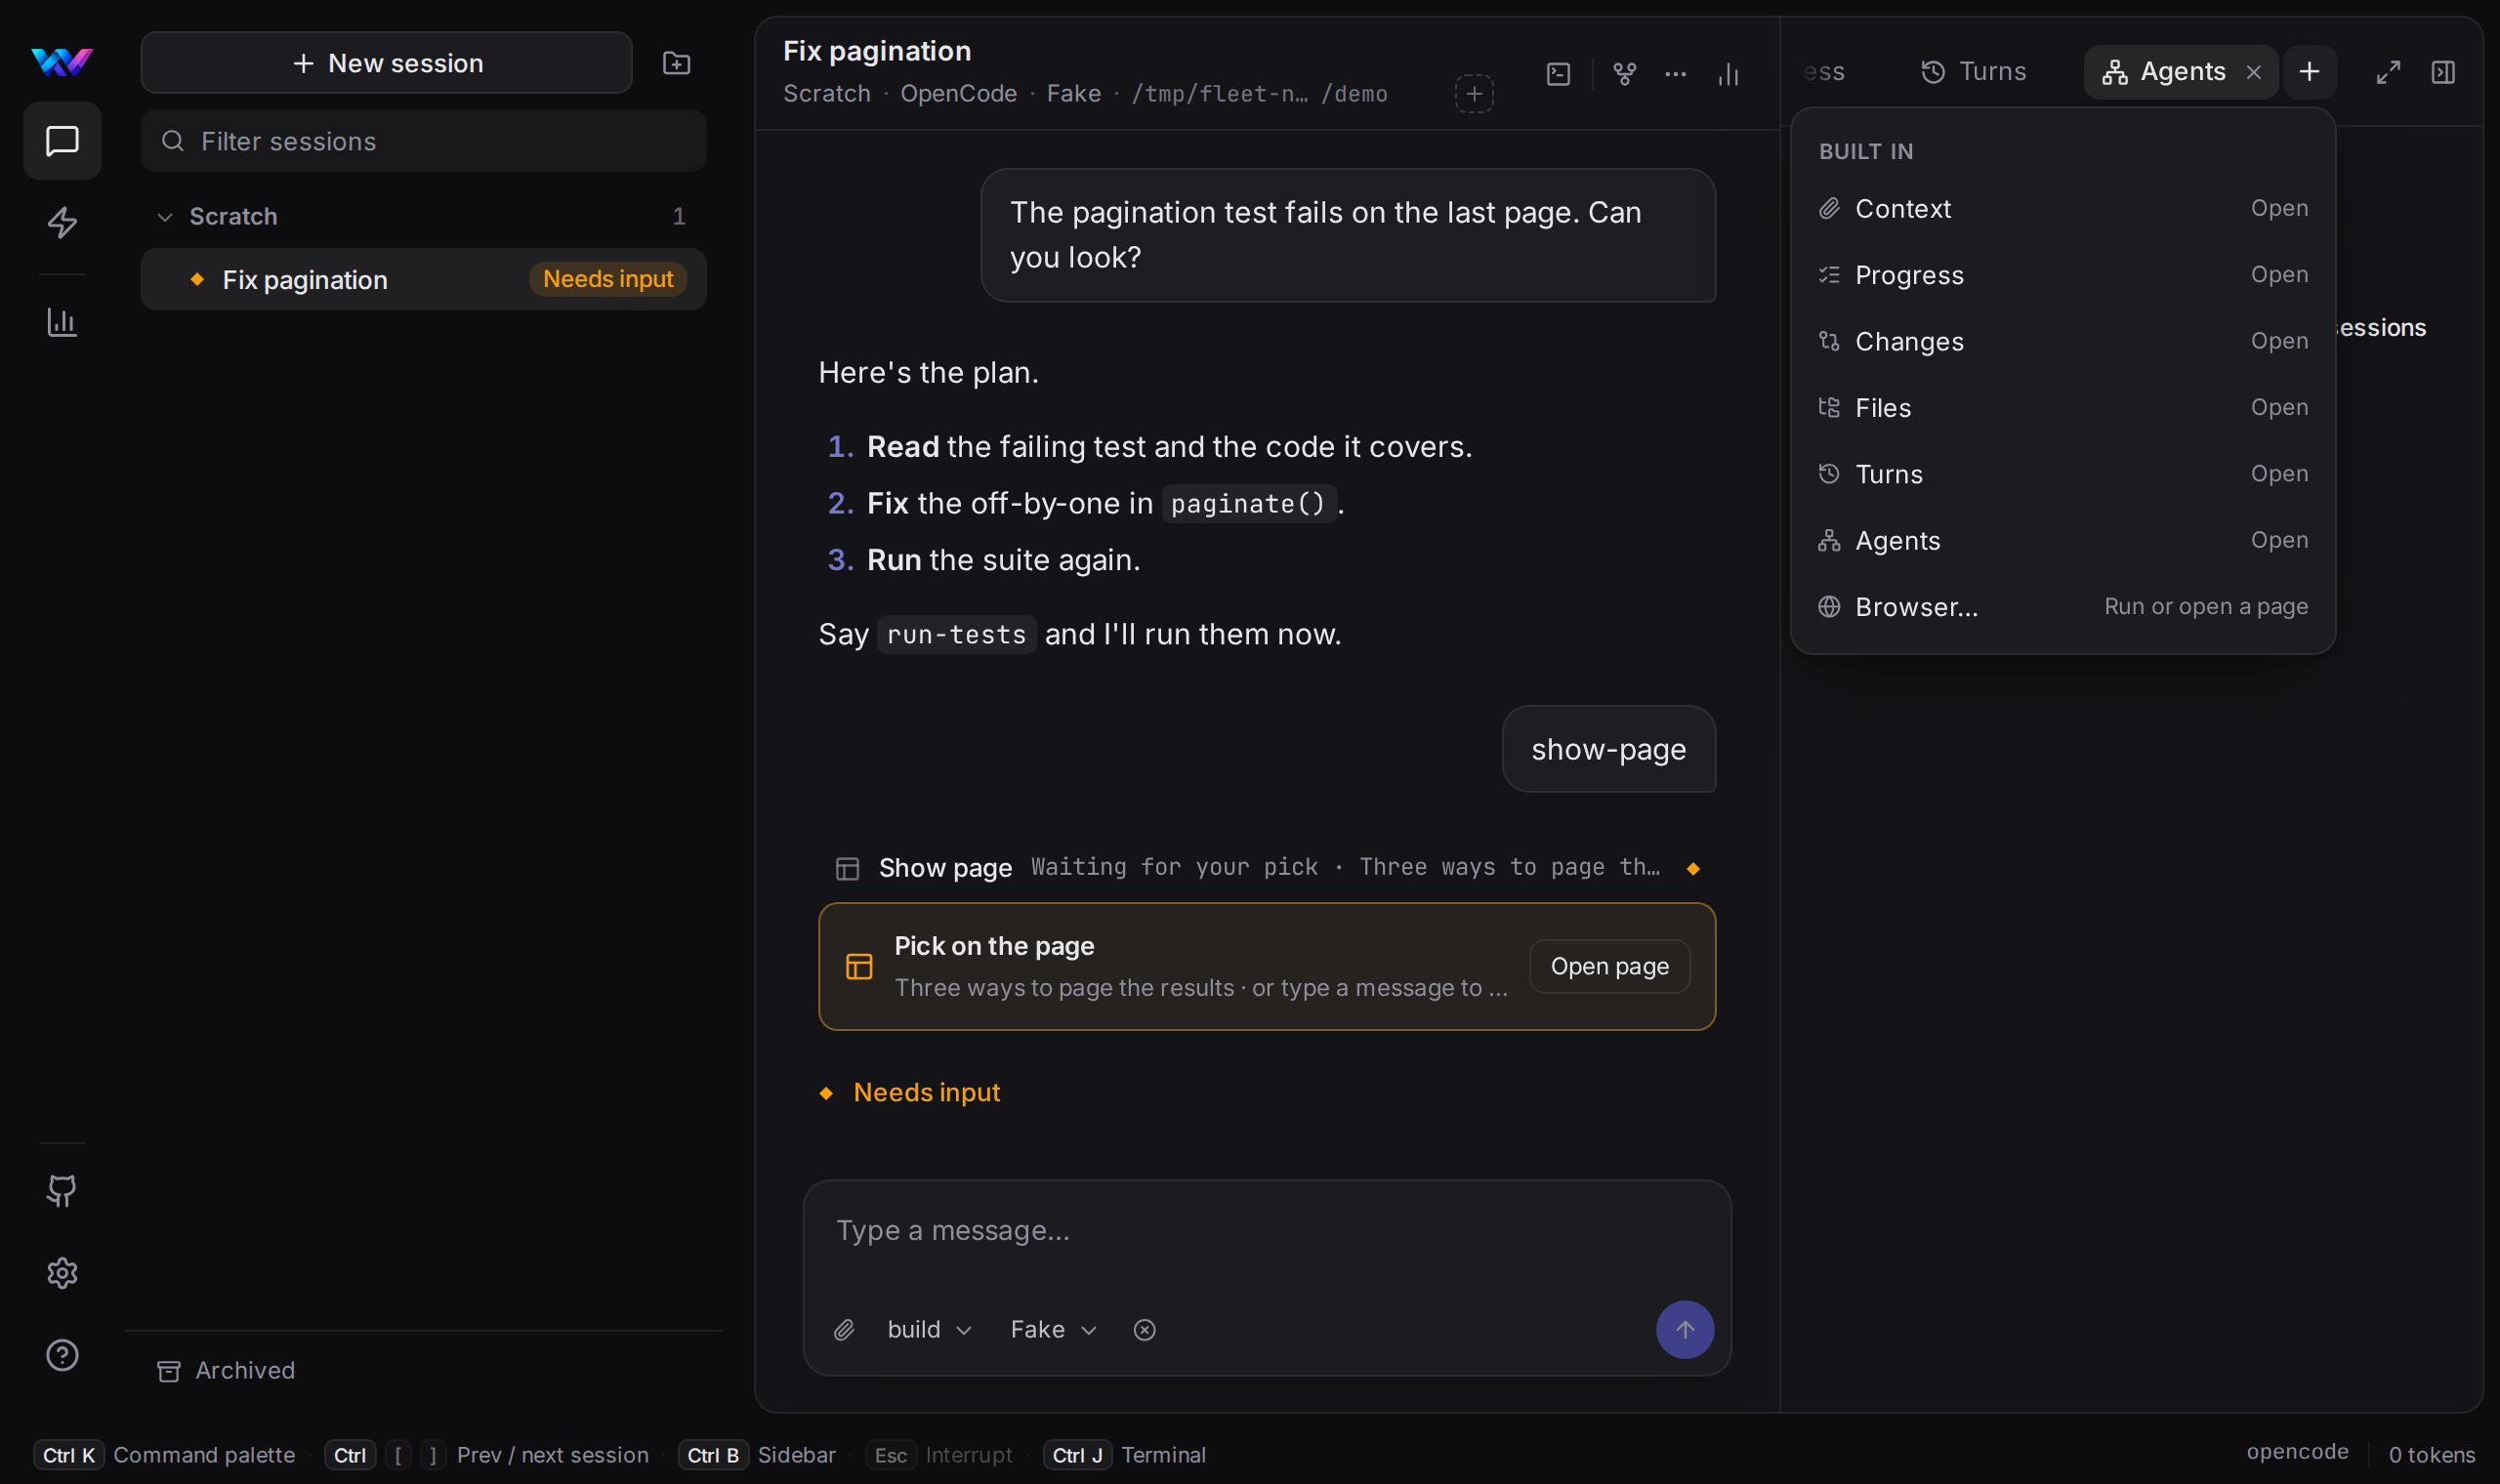 New session
Filter sessions
Scratch 1
Fix pagination Needs input
Archived
Fix pagination
Scratch · OpenCode · Fake · /tmp/fleet-n… /demo
The pagination test fails on the last page. Can
you look?
Here's the plan.
1. Read the failing test and the code it covers.
2. Fix the off-by-one in paginate().
3. Run the suite again.
Say run-tests and I'll run them now.
show-page
Show page Waiting for your pick · Three ways to page th…
Pick on the page
Three ways to page the results · or type a message to …
Open page
Needs input
Type a message...
build Fake
ess Turns Agents
BUILT IN
Context Open
Progress Open
Changes Open
Files Open
Turns Open
Agents Open
Browser... Run or open a page
sessions
Ctrl K Command palette · Ctrl [ ] Prev / next session · Ctrl B Sidebar · Esc Interrupt · Ctrl J Terminal
opencode 0 tokens